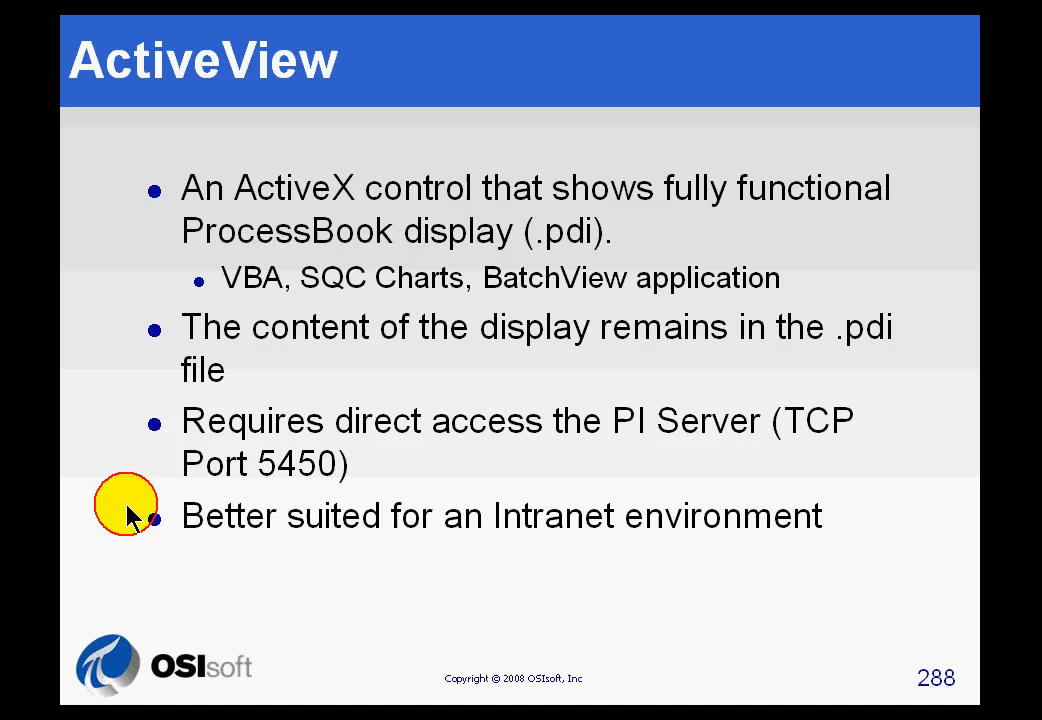 ActiveView
An ActiveX control that shows fully functional
ProcessBook display (.pdi).
VBA, SQC Charts, BatchView application
The content of the display remains in the .pdi
file
Requires direct access the PI Server (TCP
Port 5450)
Better suited for an Intranet environment
OSIsoft
Copyright © 2008 OSIsoft, Inc
288